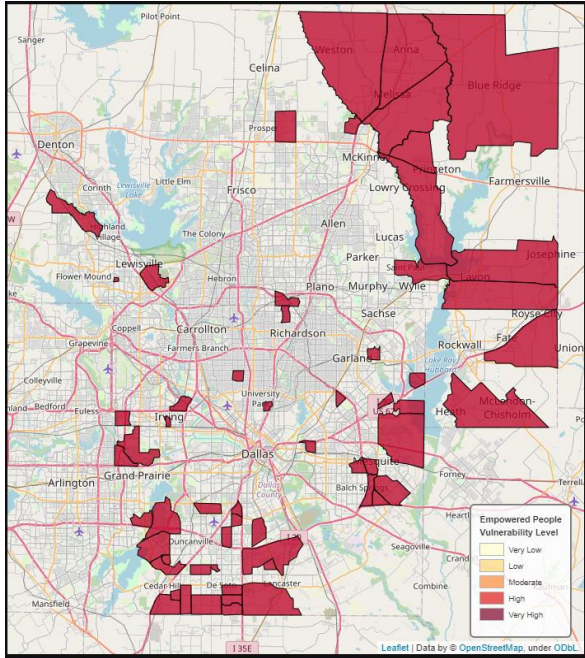 Pilot Point
Sanger
Weston
Anna
Celina
Blue Ridge
Melissa
Prosper
Denton
McKinney
Princeton
Little Elm
Lowry Crossing
Farmersville
Corinth
Lewisville Lake
Frisco
Highland Village
The Colony
Allen
Lucas
Josephine
Lewisville
Parker
Saint Paul
Lavon
Flower Mound
Hebron
Plano
Murphy
Wylie
Sachse
Royse City
Coppell
Carrollton
Richardson
Rockwall
Fate
Union
Grapevine
Farmers Branch
Garland
Lake Ray Hubbard
Colleyville
University Park
Bedford
Euless
Irving
Heath
McLendon-Chisholm
Dallas
Mesquite
Arlington
Grand Prairie
Dallas County
Balch Springs
Forney
Terrell
Duncanville
Seagoville
Combine
Cedar Hill
De Soto
Lancaster
Mansfield
I 35E
Empowered People
Vulnerability Level
Very Low
Low
Moderate
High
Very High
Leaflet | Data by © OpenStreetMap, under ODbL.